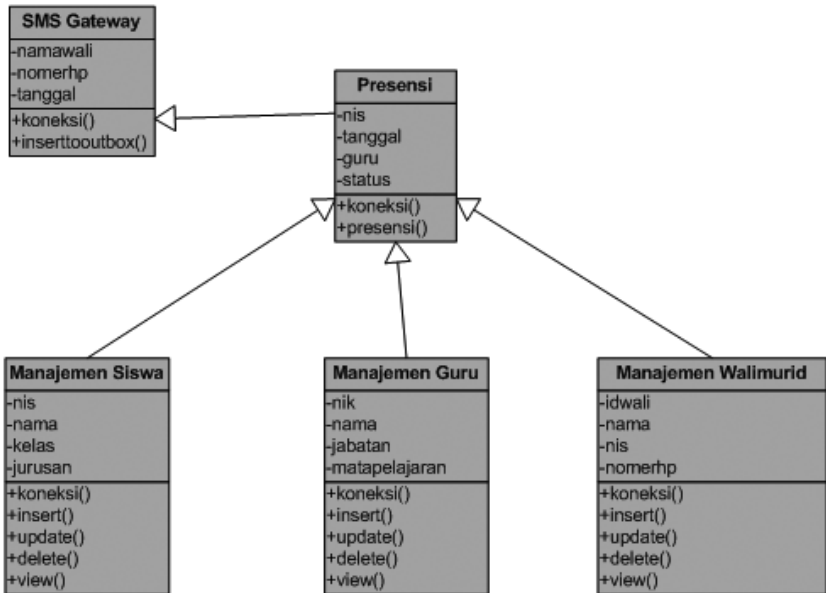 SMS Gateway
-namawali
-nomerhp
-tanggal
+koneksi()
+inserttooutbox()
Presensi
-nis
-tanggal
-guru
-status
+koneksi()
+presensi()
Manajemen Siswa
-nis
-nama
-kelas
-jurusan
+koneksi()
+insert()
+update()
+delete()
+view()
Manajemen Guru
-nik
-nama
-jabatan
-matapelajaran
+koneksi()
+insert()
+update()
+delete()
+view()
Manajemen Walimurid
-idwali
-nama
-nis
-nomerhp
+koneksi()
+insert()
+update()
+delete()
+view()